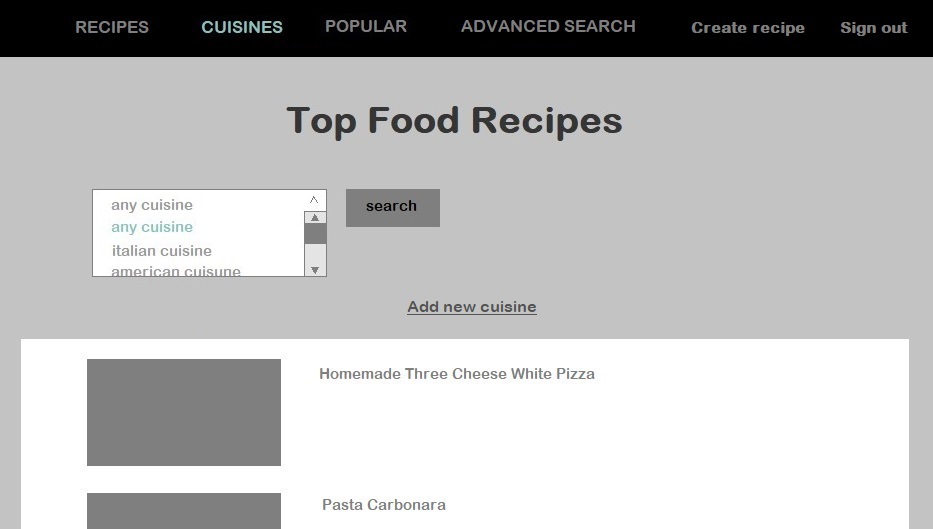 RECIPES CUISINES POPULAR ADVANCED SEARCH Create recipe Sign out
Top Food Recipes
any cuisine
search
any cuisine
italian cuisine
american cuisune
Add new cuisine
Homemade Three Cheese White Pizza
Pasta Carbonara